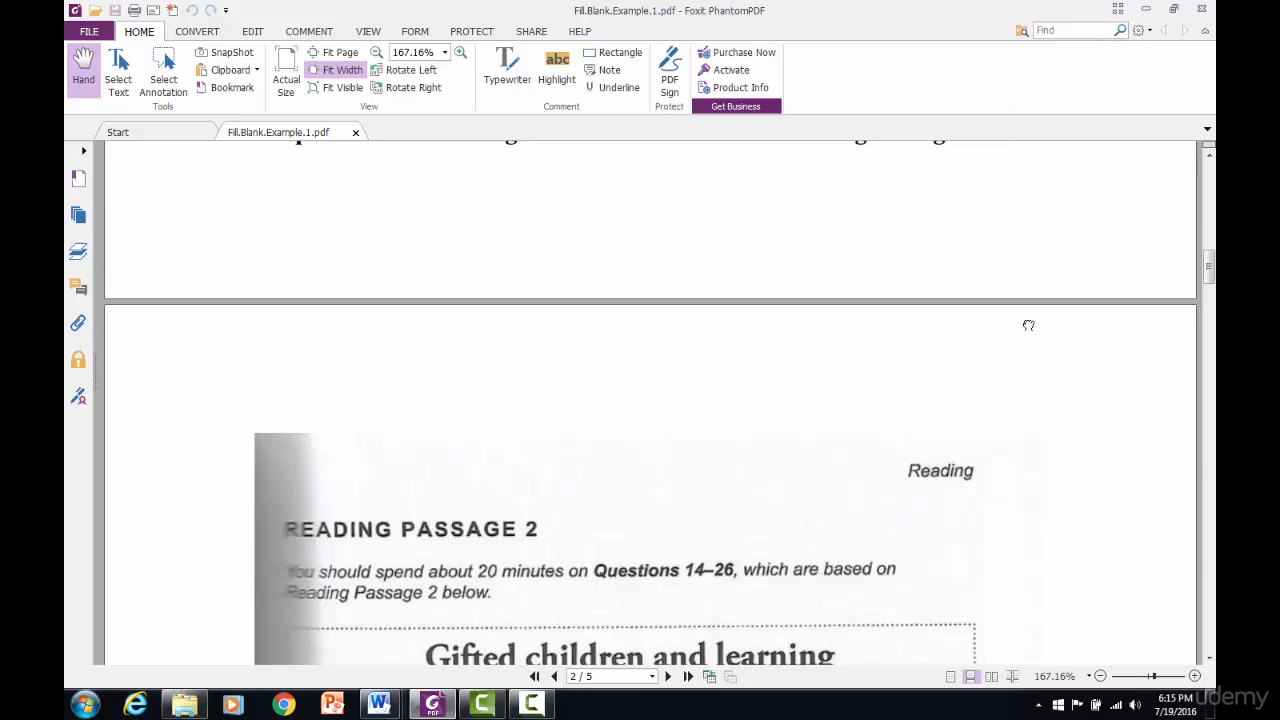 Fill.Blank.Example.1.pdf - Foxit PhantomPDF
FILE HOME CONVERT EDIT COMMENT VIEW FORM PROTECT SHARE HELP Find
Hand
Select Text
Select Annotation
SnapShot
Clipboard
Bookmark
Tools
Actual Size
Fit Page
Fit Width
Fit Visible
167.16%
Rotate Left
Rotate Right
View
Typewriter
abc
Highlight
Rectangle
Note
Underline
Comment
PDF Sign
Protect
Purchase Now
Activate
Product Info
Get Business
Start Fill.Blank.Example.1.pdf
Reading
READING PASSAGE 2
You should spend about 20 minutes on Questions 14–26, which are based on
Reading Passage 2 below.
Gifted children and learning
2 / 5 167.16%
PDF
6:15 PM
7/19/2016
udemy